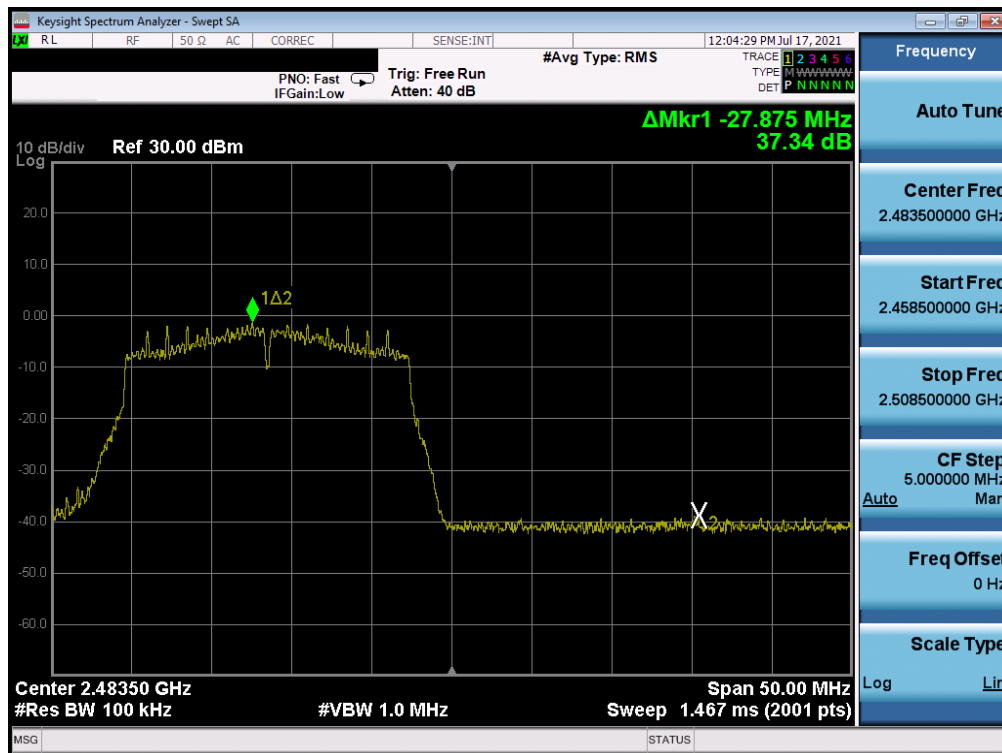 Keysight Spectrum Analyzer - Swept SA
LXI RL RF 50 Ω AC CORREC SENSE:INT 12:04:29 PM Jul 17, 2021
#Avg Type: RMS
TRACE 1 2 3 4 5 6
TYPE M W W W W W
DET P N N N N N
PNO: Fast
IFGain:Low
Trig: Free Run
Atten: 40 dB
ΔMkr1 -27.875 MHz
37.34 dB
10 dB/div
Log
Ref 30.00 dBm
20.0
10.0
0.00
-10.0
-20.0
-30.0
-40.0
-50.0
-60.0
1Δ2
X2
Center 2.48350 GHz
Span 50.00 MHz
#Res BW 100 kHz
#VBW 1.0 MHz
Sweep 1.467 ms (2001 pts)
MSG
STATUS
Frequency
Auto Tune
Center Freq
2.483500000 GHz
Start Freq
2.458500000 GHz
Stop Freq
2.508500000 GHz
CF Step
5.000000 MHz
Auto Man
Freq Offset
0 Hz
Scale Type
Log Lin